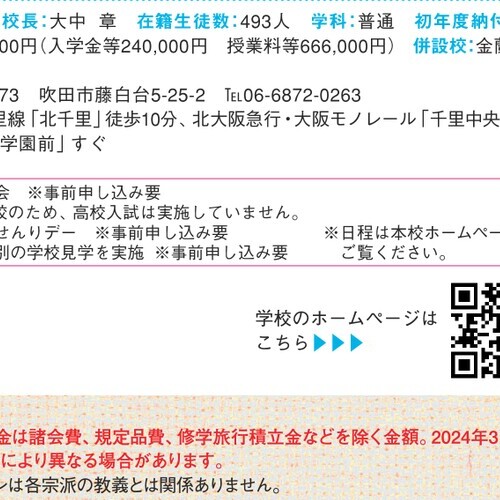 校長：大中 章 在籍生徒数：493人 学科：普通 初年度納付
00円（入学金等240,000円 授業料等666,000円） 併設校：金蘭
73 吹田市藤白台5-25-2 ℡06-6872-0263
里線「北千里」徒歩10分、北大阪急行・大阪モノレール「千里中央
学園前」すぐ
会 ※事前申し込み要
校のため、高校入試は実施していません。
せんりデー ※事前申し込み要 ※日程は本校ホームペー
別の学校見学を実施 ※事前申し込み要 ご覧ください。
学校のホームページは
こちら▶▶▶
金は諸会費、規定品費、修学旅行積立金などを除く金額。2024年3
により異なる場合があります。
ンは各宗派の教義とは関係ありません。